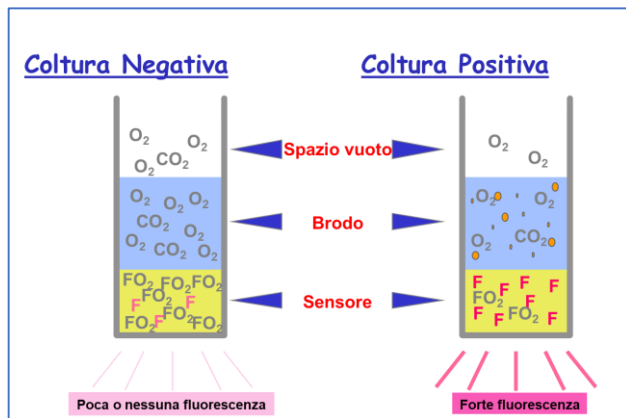 Coltura Negativa
Coltura Positiva
O2 O2
O2 CO2
Spazio vuoto
O2 O2
O2 O2 O2
CO2
O2 CO2 O2 O2
Brodo
O2 O2
O2 CO2
FO2 FO2 FO2
F FO2 F
FO2 F FO2 FO2
Sensore
F F F F
FO2 F
F F FO2 F
Poca o nessuna fluorescenza
Forte fluorescenza